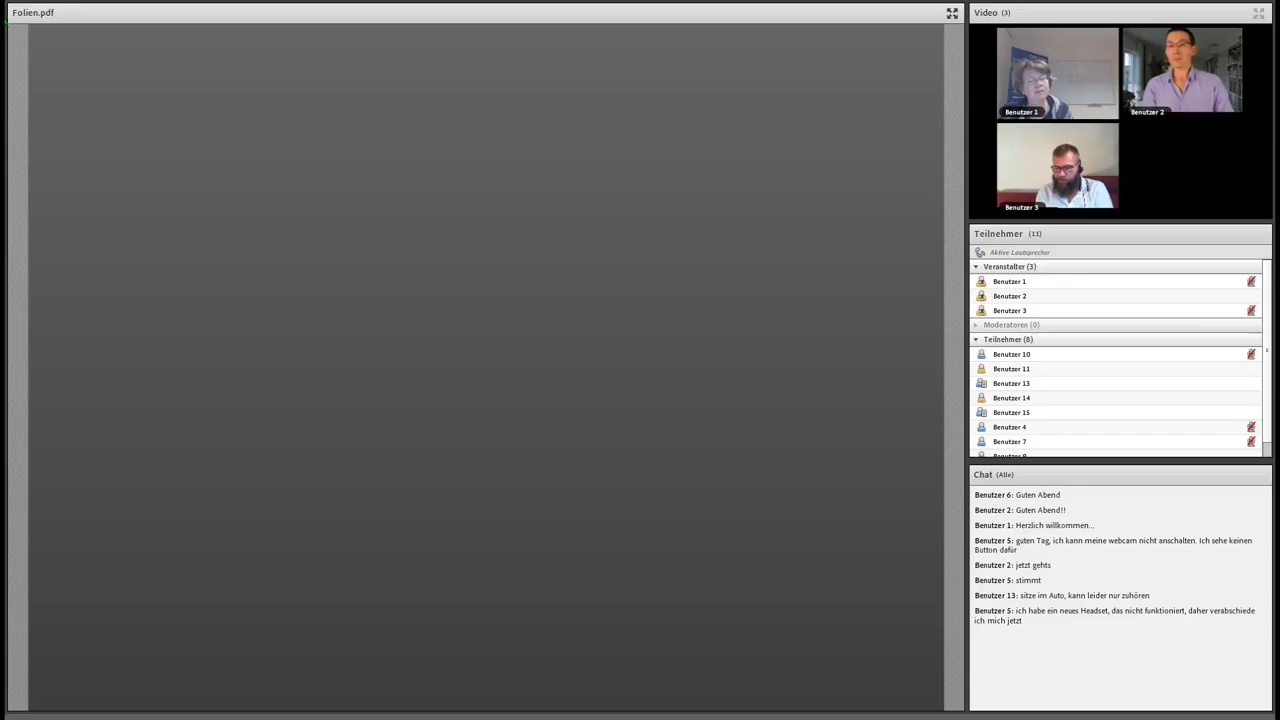 Folien.pdf
Video (3)
Benutzer 1
Benutzer 2
Benutzer 3
Teilnehmer (11)
Aktive Lautsprecher
Veranstalter (3)
Benutzer 1
Benutzer 2
Benutzer 3
Moderatoren (0)
Teilnehmer (8)
Benutzer 10
Benutzer 11
Benutzer 13
Benutzer 14
Benutzer 15
Benutzer 4
Benutzer 7
Chat (Alle)
Benutzer 6: Guten Abend
Benutzer 2: Guten Abend!!
Benutzer 1: Herzlich willkommen...
Benutzer 5: guten Tag, ich kann meine webcam nicht anschalten. Ich sehe keinen
Button dafür
Benutzer 2: jetzt gehts
Benutzer 5: stimmt
Benutzer 13: sitze im Auto, kann leider nur zuhören
Benutzer 5: ich habe ein neues Headset, das nicht funktioniert, daher verabschiede
ich mich jetzt